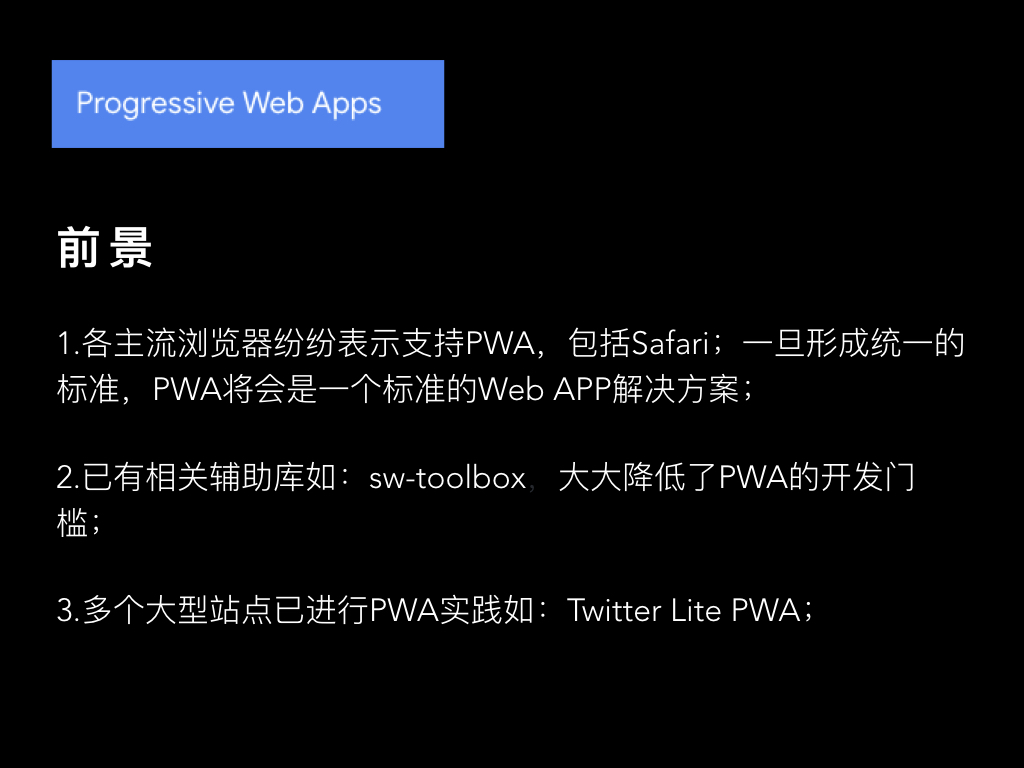 Progressive Web Apps
前景
1.各主流浏览器纷纷表示支持PWA，包括Safari；一旦形成统一的
标准，PWA将会是一个标准的Web APP解决方案；
2.已有相关辅助库如：sw-toolbox，大大降低了PWA的开发门
槛；
3.多个大型站点已进行PWA实践如：Twitter Lite PWA；